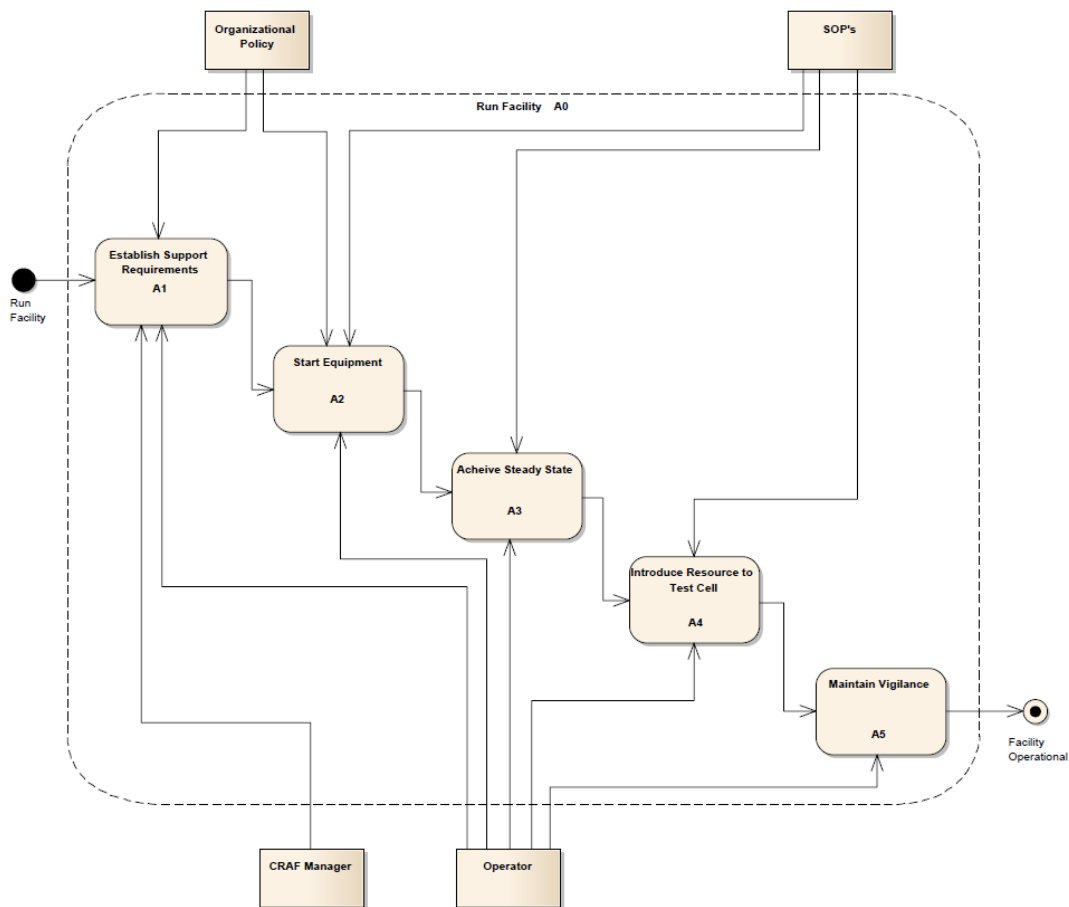 Organizational
Policy
SOP's
Run Facility A0
Establish Support
Requirements
A1
Run
Facility
Start Equipment
A2
Acheive Steady State
A3
Introduce Resource to
Test Cell
A4
Maintain Vigilance
A5
Facility
Operational
CRAF Manager
Operator